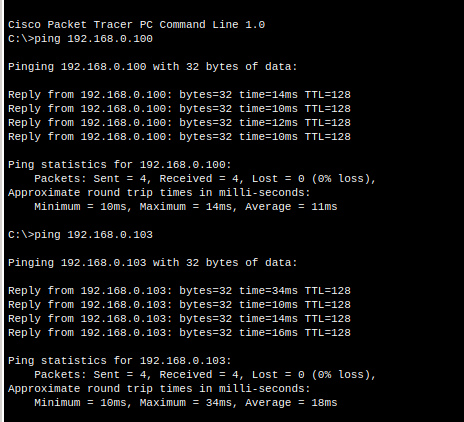 Cisco Packet Tracer PC Command Line 1.0
C:\>ping 192.168.0.100
Pinging 192.168.0.100 with 32 bytes of data:
Reply from 192.168.0.100: bytes=32 time=14ms TTL=128
Reply from 192.168.0.100: bytes=32 time=10ms TTL=128
Reply from 192.168.0.100: bytes=32 time=12ms TTL=128
Reply from 192.168.0.100: bytes=32 time=10ms TTL=128
Ping statistics for 192.168.0.100:
Packets: Sent = 4, Received = 4, Lost = 0 (0% loss),
Approximate round trip times in milli-seconds:
Minimum = 10ms, Maximum = 14ms, Average = 11ms
C:\>ping 192.168.0.103
Pinging 192.168.0.103 with 32 bytes of data:
Reply from 192.168.0.103: bytes=32 time=34ms TTL=128
Reply from 192.168.0.103: bytes=32 time=10ms TTL=128
Reply from 192.168.0.103: bytes=32 time=14ms TTL=128
Reply from 192.168.0.103: bytes=32 time=16ms TTL=128
Ping statistics for 192.168.0.103:
Packets: Sent = 4, Received = 4, Lost = 0 (0% loss),
Approximate round trip times in milli-seconds:
Minimum = 10ms, Maximum = 34ms, Average = 18ms